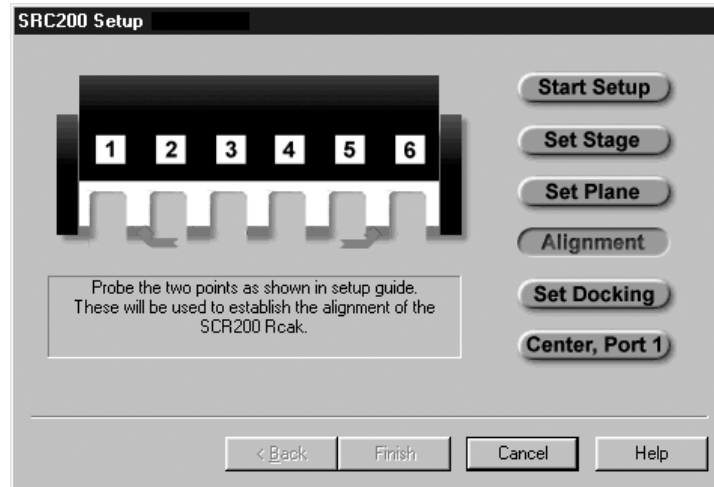 SRC200 Setup
1 2 3 4 5 6
Start Setup
Set Stage
Set Plane
Alignment
Set Docking
Center, Port 1
Probe the two points as shown in setup guide.
These will be used to establish the alignment of the
SCR200 Rcak.
< Back
Finish
Cancel
Help